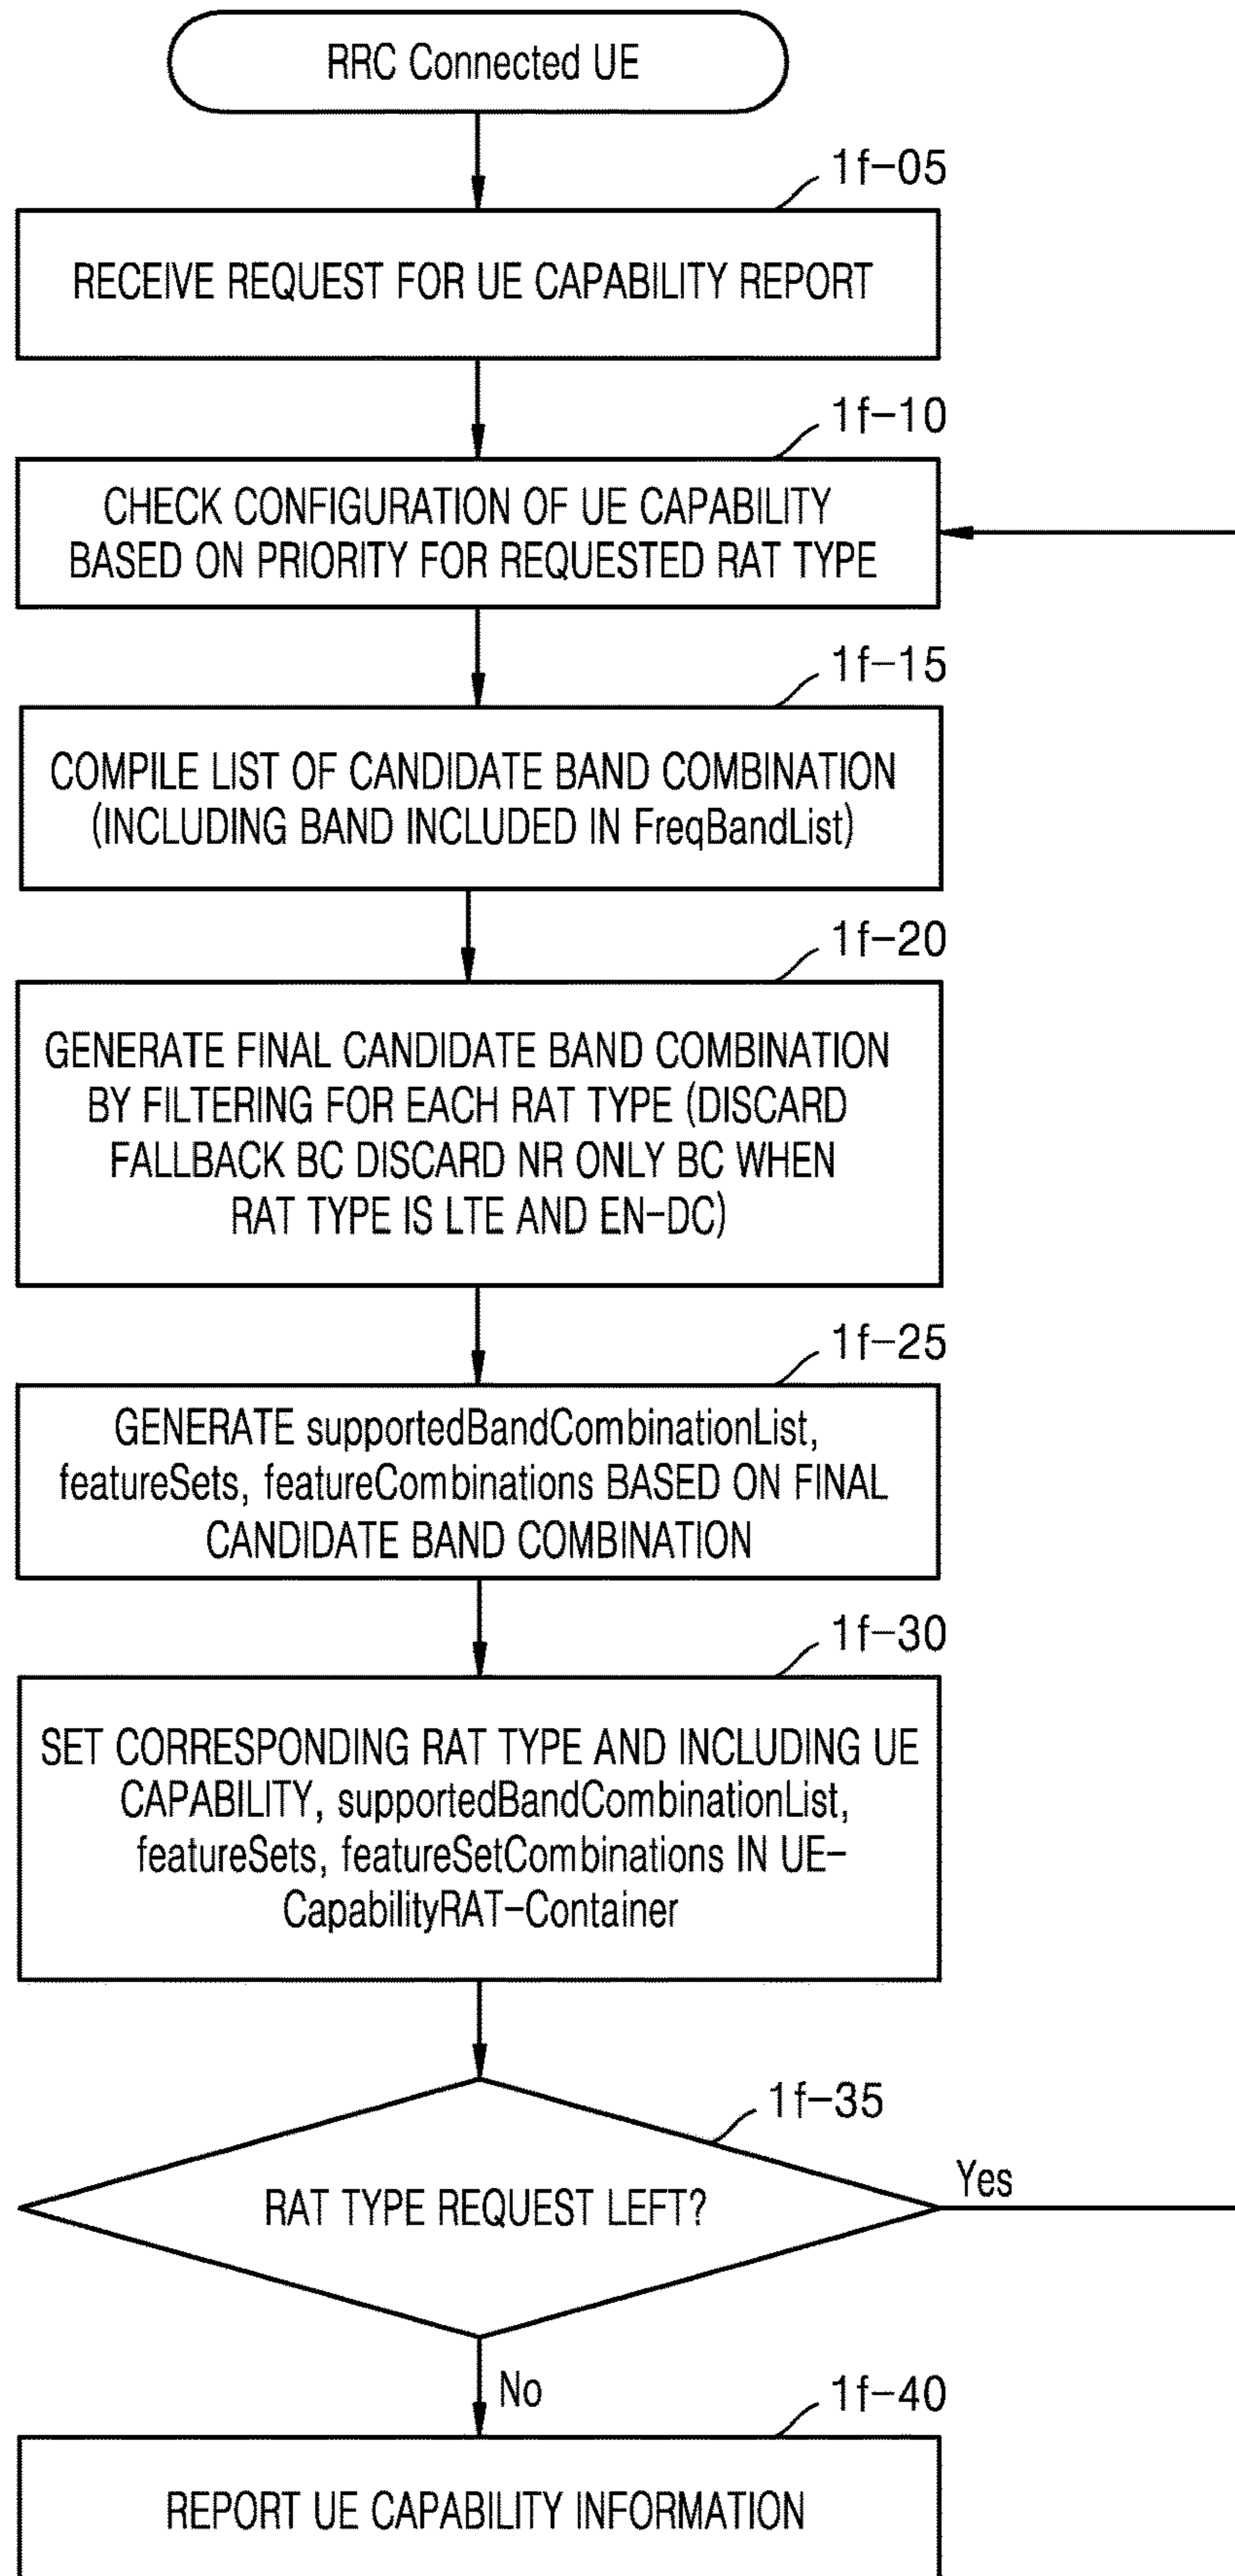 RRC Connected UE
1f-05
RECEIVE REQUEST FOR UE CAPABILITY REPORT
1f-10
CHECK CONFIGURATION OF UE CAPABILITY
BASED ON PRIORITY FOR REQUESTED RAT TYPE
1f-15
COMPILE LIST OF CANDIDATE BAND COMBINATION
(INCLUDING BAND INCLUDED IN FreqBandList)
1f-20
GENERATE FINAL CANDIDATE BAND COMBINATION
BY FILTERING FOR EACH RAT TYPE (DISCARD
FALLBACK BC DISCARD NR ONLY BC WHEN
RAT TYPE IS LTE AND EN-DC)
1f-25
GENERATE supportedBandCombinationList,
featureSets, featureCombinations BASED ON FINAL
CANDIDATE BAND COMBINATION
1f-30
SET CORRESPONDING RAT TYPE AND INCLUDING UE
CAPABILITY, supportedBandCombinationList,
featureSets, featureSetCombinations IN UE-
CapabilityRAT-Container
1f-35
RAT TYPE REQUEST LEFT?
Yes
No
1f-40
REPORT UE CAPABILITY INFORMATION